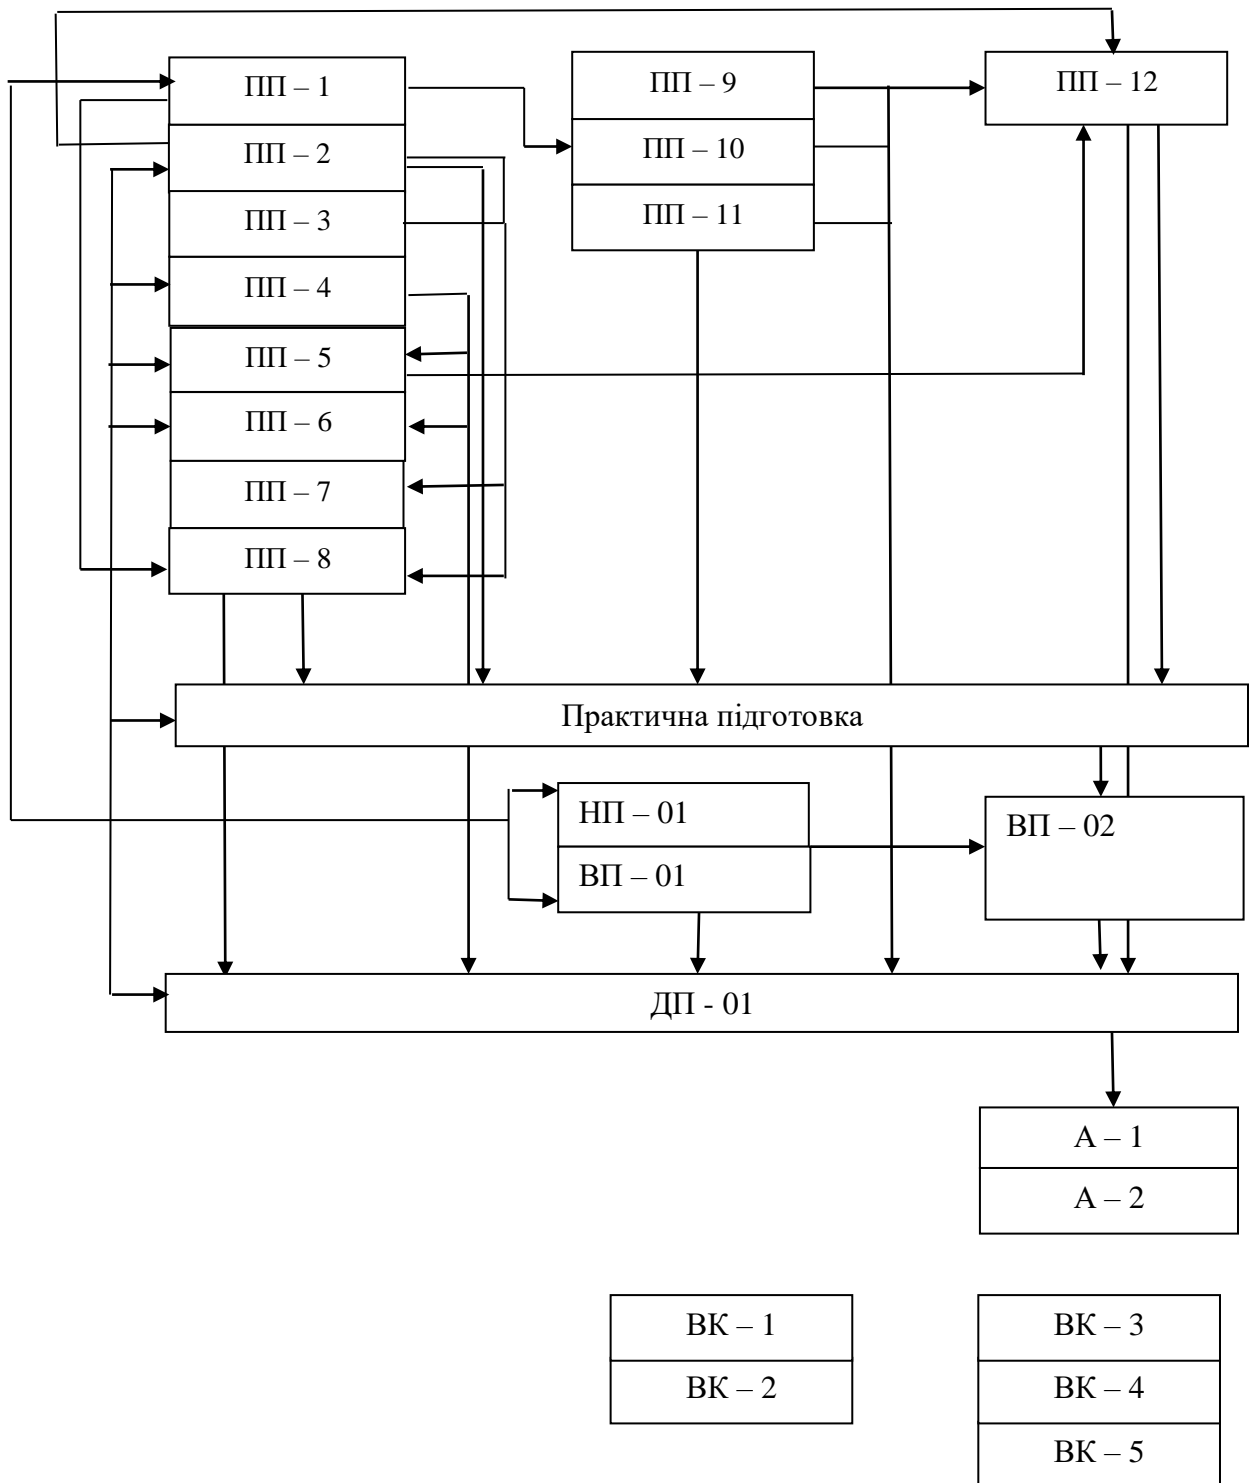 ПП – 1
ПП – 2
ПП – 3
ПП – 4
ПП – 5
ПП – 6
ПП – 7
ПП – 8
ПП – 9
ПП – 10
ПП – 11
ПП – 12
Практична підготовка
НП – 01
ВП – 01
ВП – 02
ДП - 01
А – 1
А – 2
ВК – 1
ВК – 2
ВК – 3
ВК – 4
ВК – 5